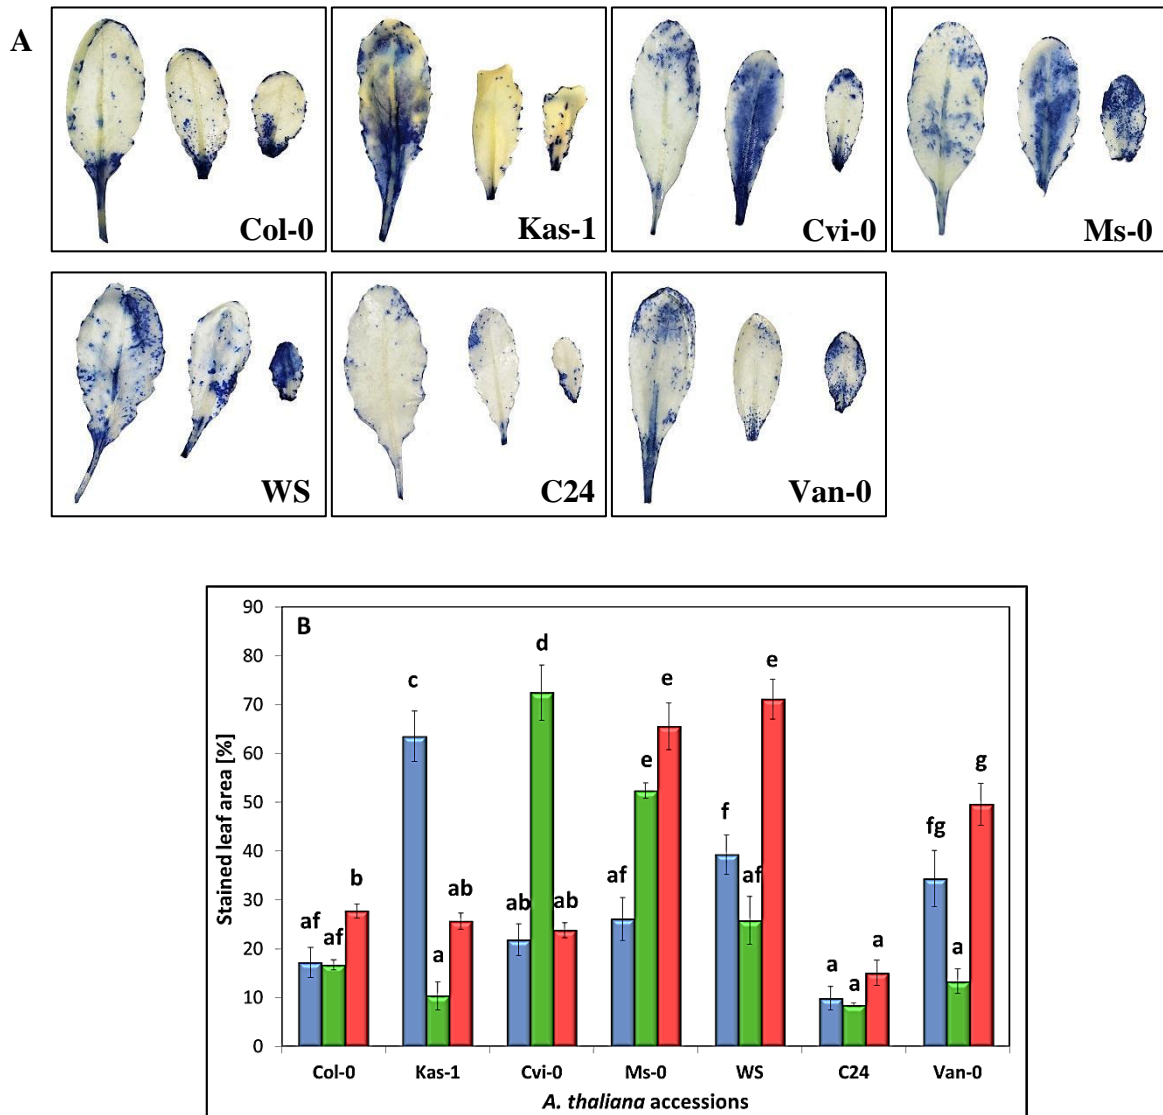 A
Col-0
Kas-1
Cvi-0
Ms-0
WS
C24
Van-0
B
Stained leaf area [%]
90
80
70
60
50
40
30
20
10
0
af af b
c a ab
ab d ab
af e e
f af e
a a a
fg a g
Col-0 Kas-1 Cvi-0 Ms-0 WS C24 Van-0
A. thaliana accessions